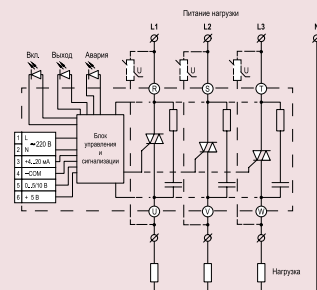 Питание нагрузки
L1 L2 L3 N
Вкл. Выход Авария
U U U
R S T
Блок
управления
и
сигнализации
1 L
2 N
~220 В
3 +4..20 мА
4 –COM
5 0..5/10 В
6 + 5 В
U V W
Нагрузка